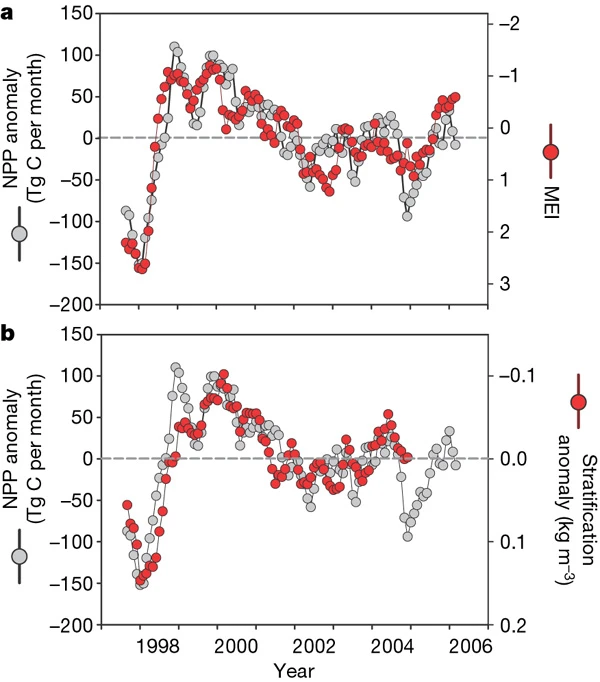 a
150
100
50
0
−50
−100
−150
−200
NPP anomaly
(Tg C per month)
−2
−1
0
1
2
3
MEI
b
150
100
50
0
−50
−100
−150
−200
NPP anomaly
(Tg C per month)
−0.1
0.0
0.1
0.2
Stratification
anomaly (kg m−3)
1998 2000 2002 2004 2006
Year